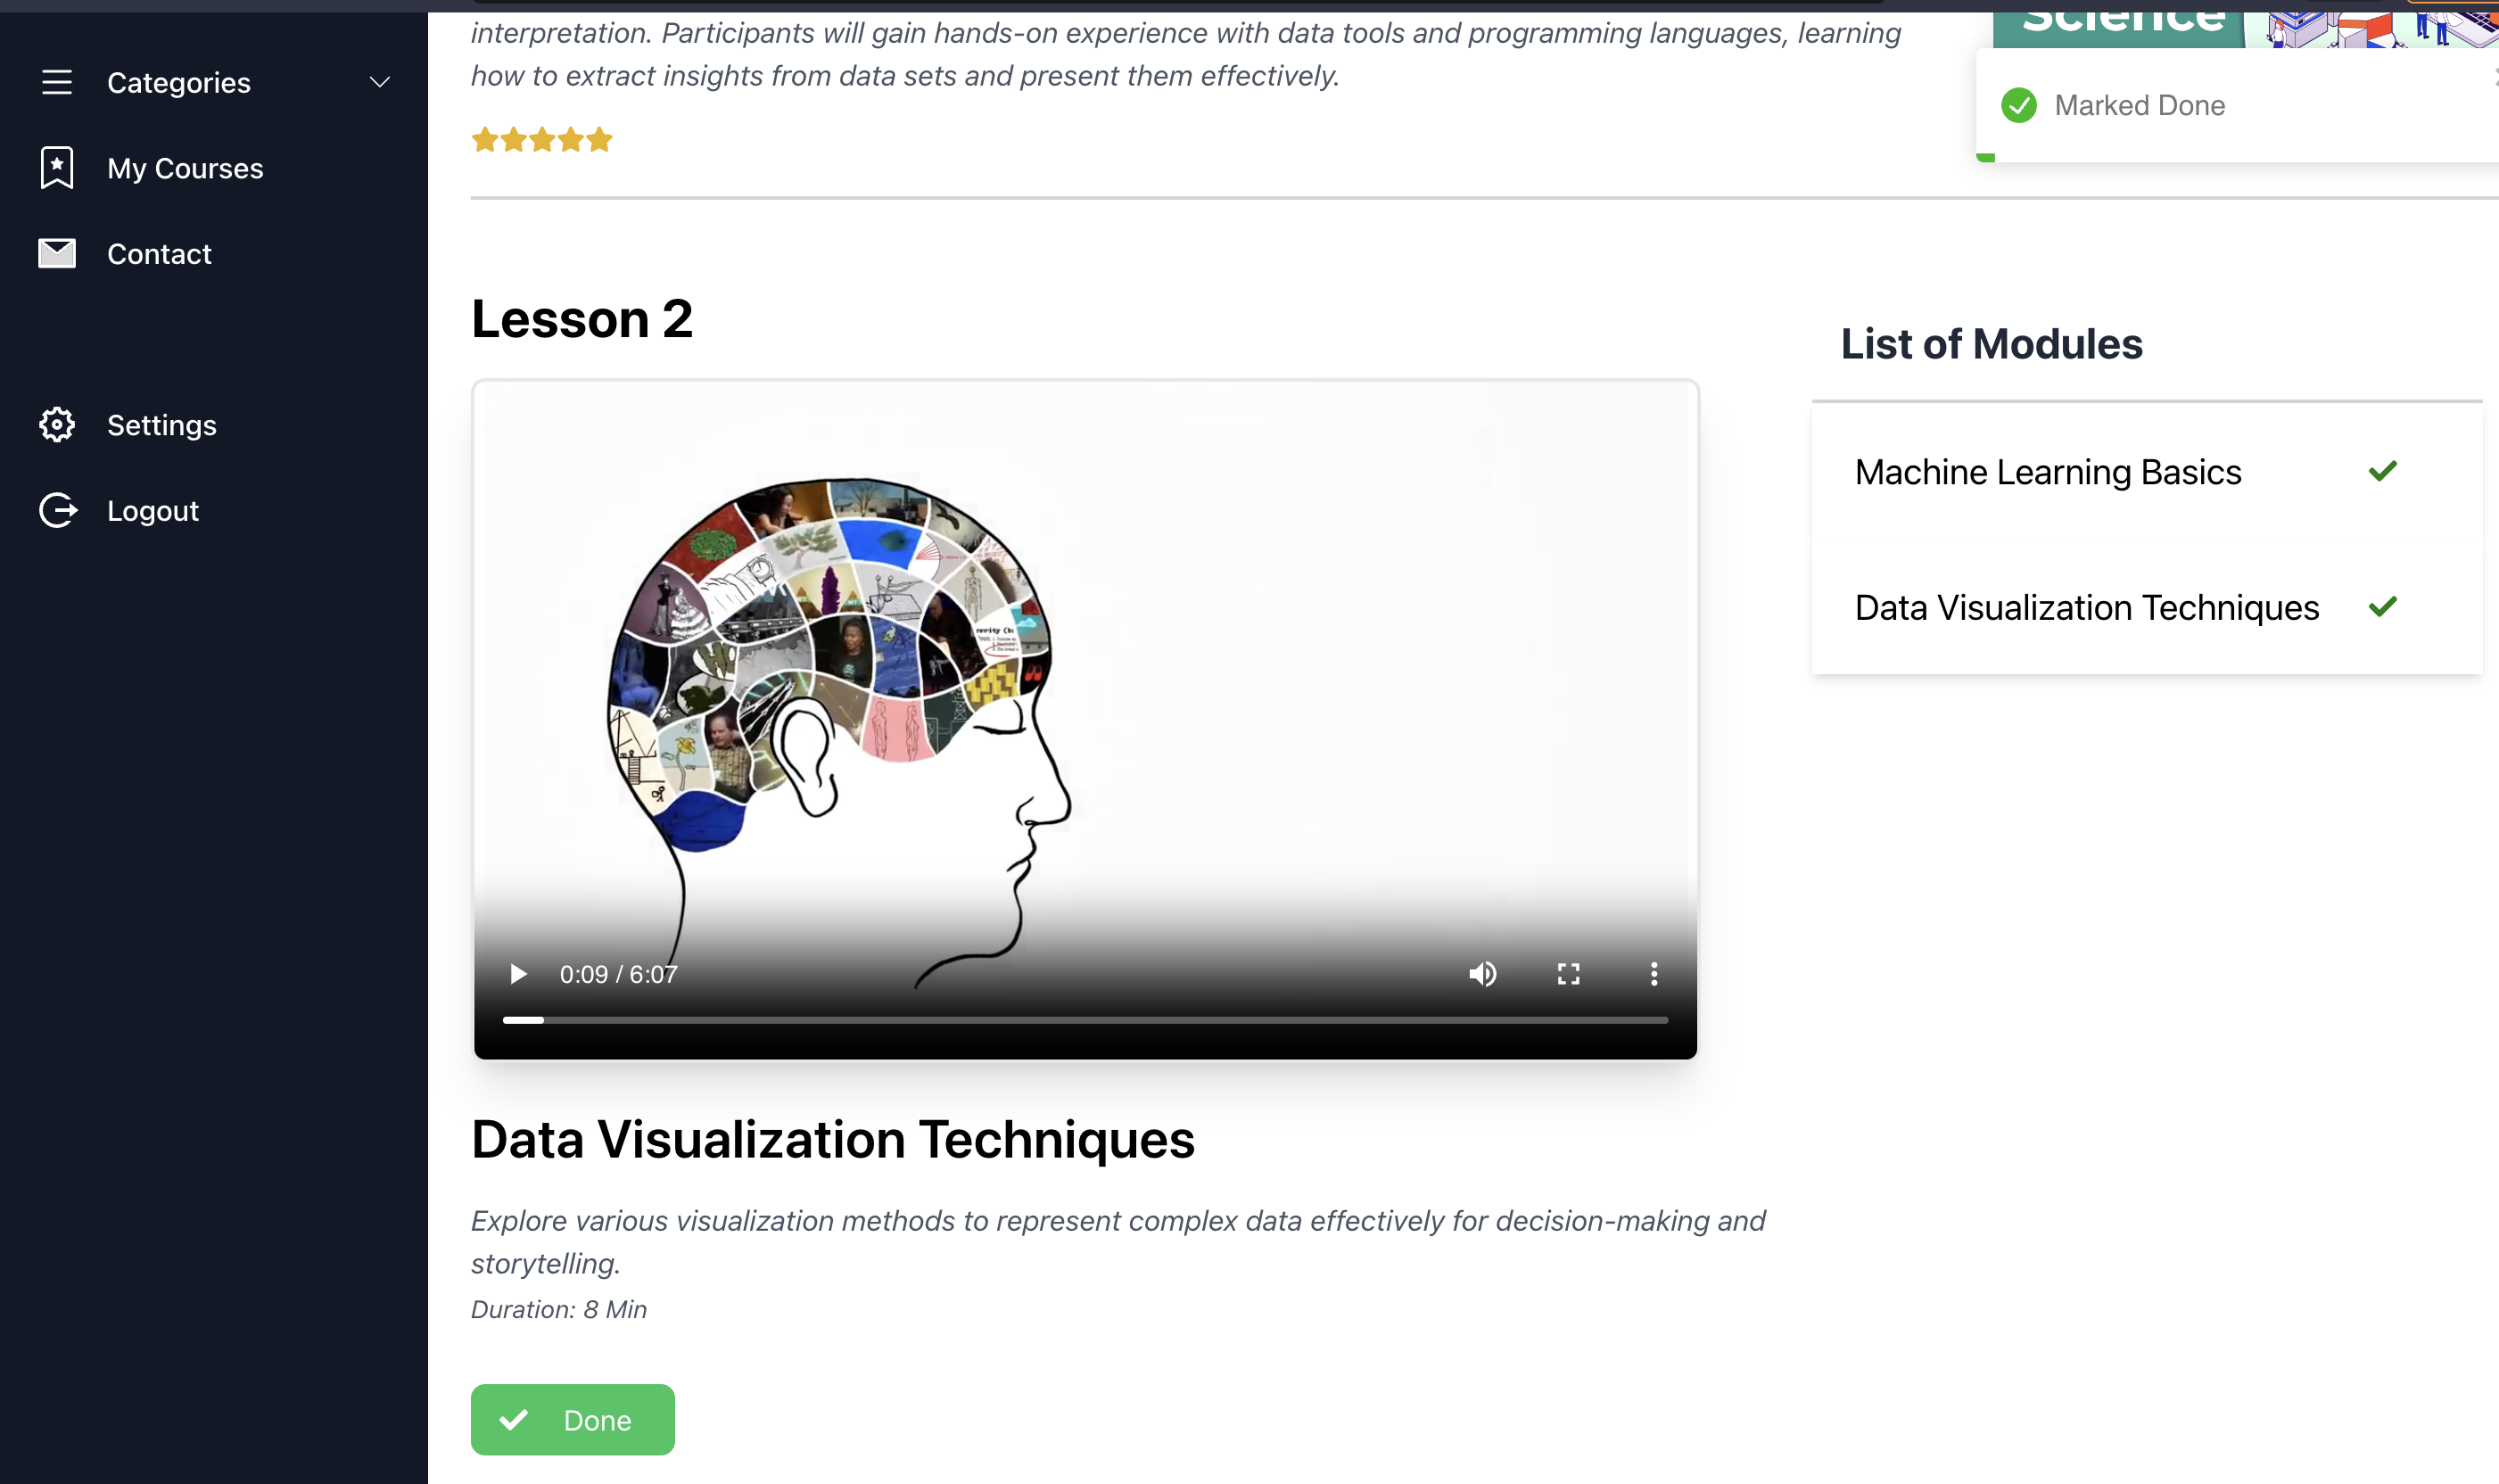 Categories
My Courses
Contact
Settings
Logout
interpretation. Participants will gain hands-on experience with data tools and programming languages, learning
how to extract insights from data sets and present them effectively.
Science
Marked Done
Lesson 2
0:09 / 6:07
Data Visualization Techniques
Explore various visualization methods to represent complex data effectively for decision-making and
storytelling.
Duration: 8 Min
Done
List of Modules
Machine Learning Basics
Data Visualization Techniques